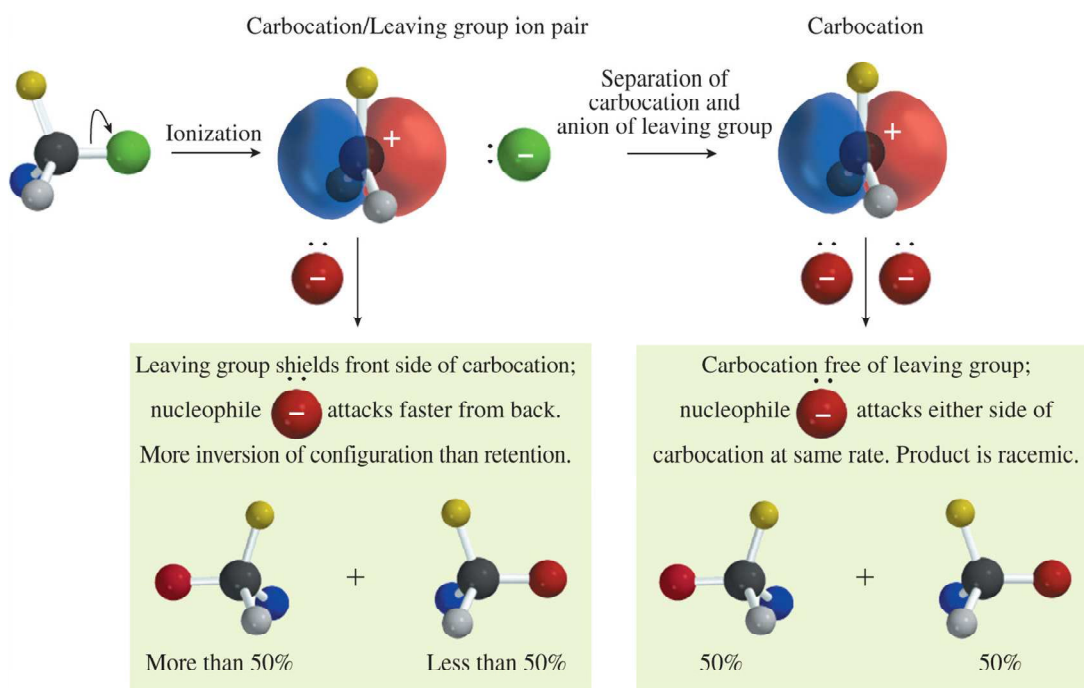 Carbocation/Leaving group ion pair
Carbocation
Ionization
+
−
Separation of
carbocation and
anion of leaving group
+
−
− −
Leaving group shields front side of carbocation;
nucleophile − attacks faster from back.
More inversion of configuration than retention.
+
More than 50%
Less than 50%
Carbocation free of leaving group;
nucleophile − attacks either side of
carbocation at same rate. Product is racemic.
+
50%
50%